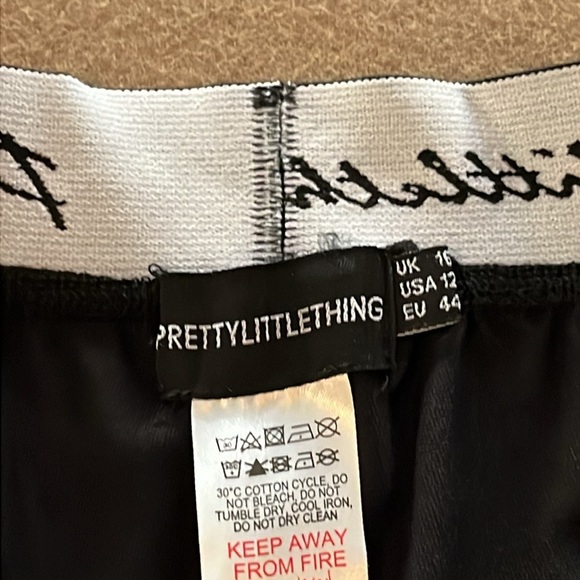 PRETTYLITTLETHING
UK 16
USA 12
EU 44
30°C COTTON CYCLE, DO
NOT BLEACH, DO NOT
TUMBLE DRY, COOL IRON,
DO NOT DRY CLEAN
KEEP AWAY
FROM FIRE